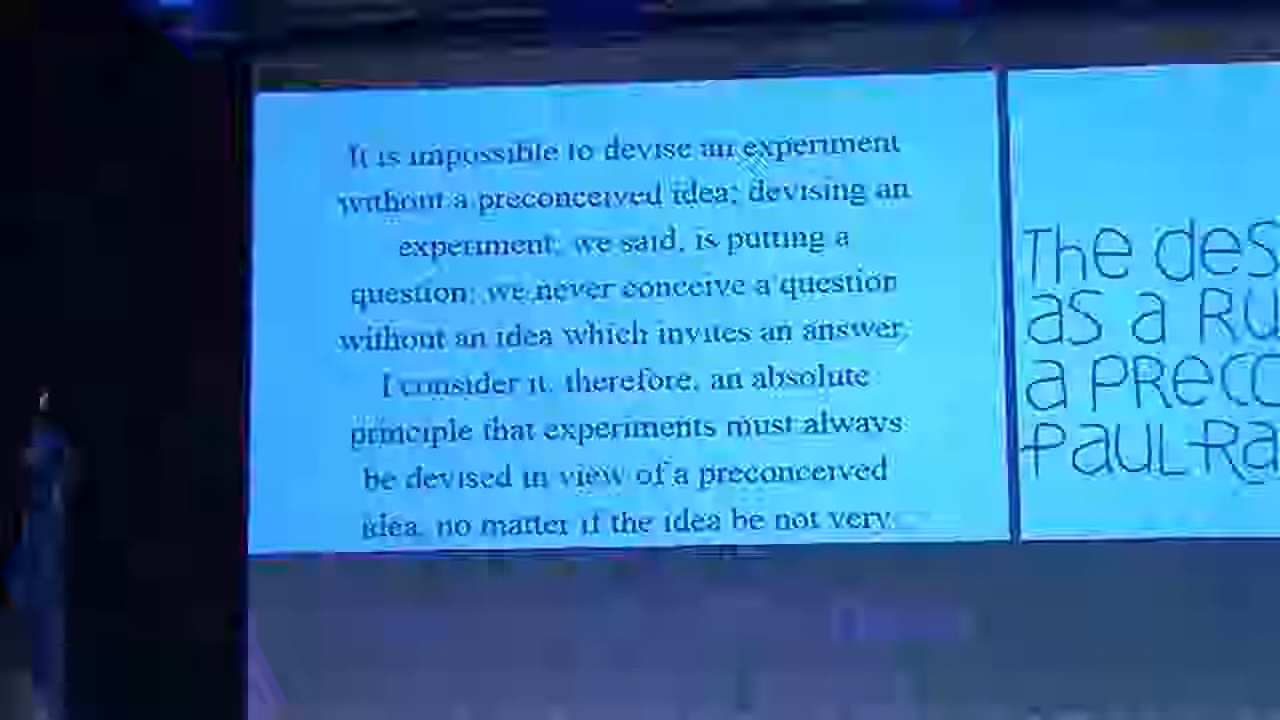 It is impossible to devise an experiment
without a preconceived idea; devising an
experiment, we said, is putting a
question; we never conceive a question
without an idea which invites an answer.
I consider it, therefore, an absolute
principle that experiments must always
be devised in view of a preconceived
idea, no matter if the idea be not very
The des
as a Ru
a PRECO
PAUL Ra